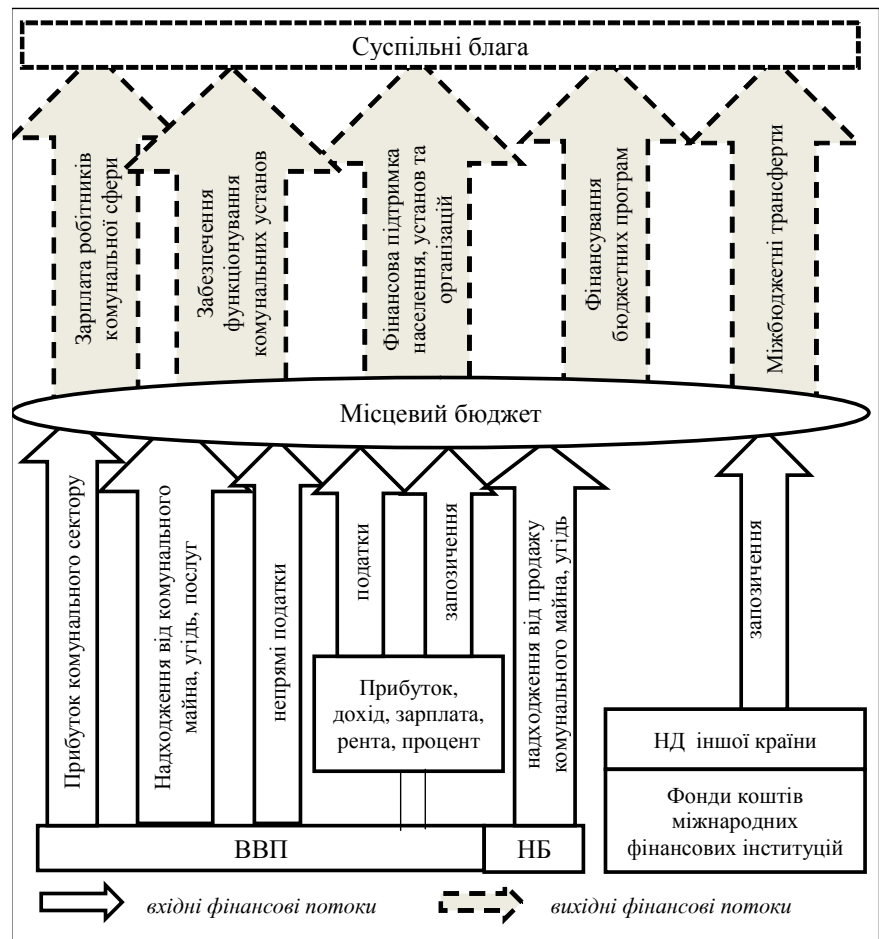 Суспільні блага
Зарплата робітників
комунальної сфери
Забезпечення
функціонування
комунальних установ
Фінансова підтримка
населення, установ та
організацій
Фінансування
бюджетних програм
Міжбюджетні трансферти
Місцевий бюджет
Прибуток комунального сектору
Надходження від комунального
майна, угідь, послуг
непрямі податки
податки
запозичення
надходження від продажу
комунального майна, угідь
запозичення
Прибуток,
дохід, зарплата,
рента, процент
НД іншої країни
Фонди коштів
міжнародних
фінансових інституцій
ВВП
НБ
вхідні фінансові потоки
вихідні фінансові потоки